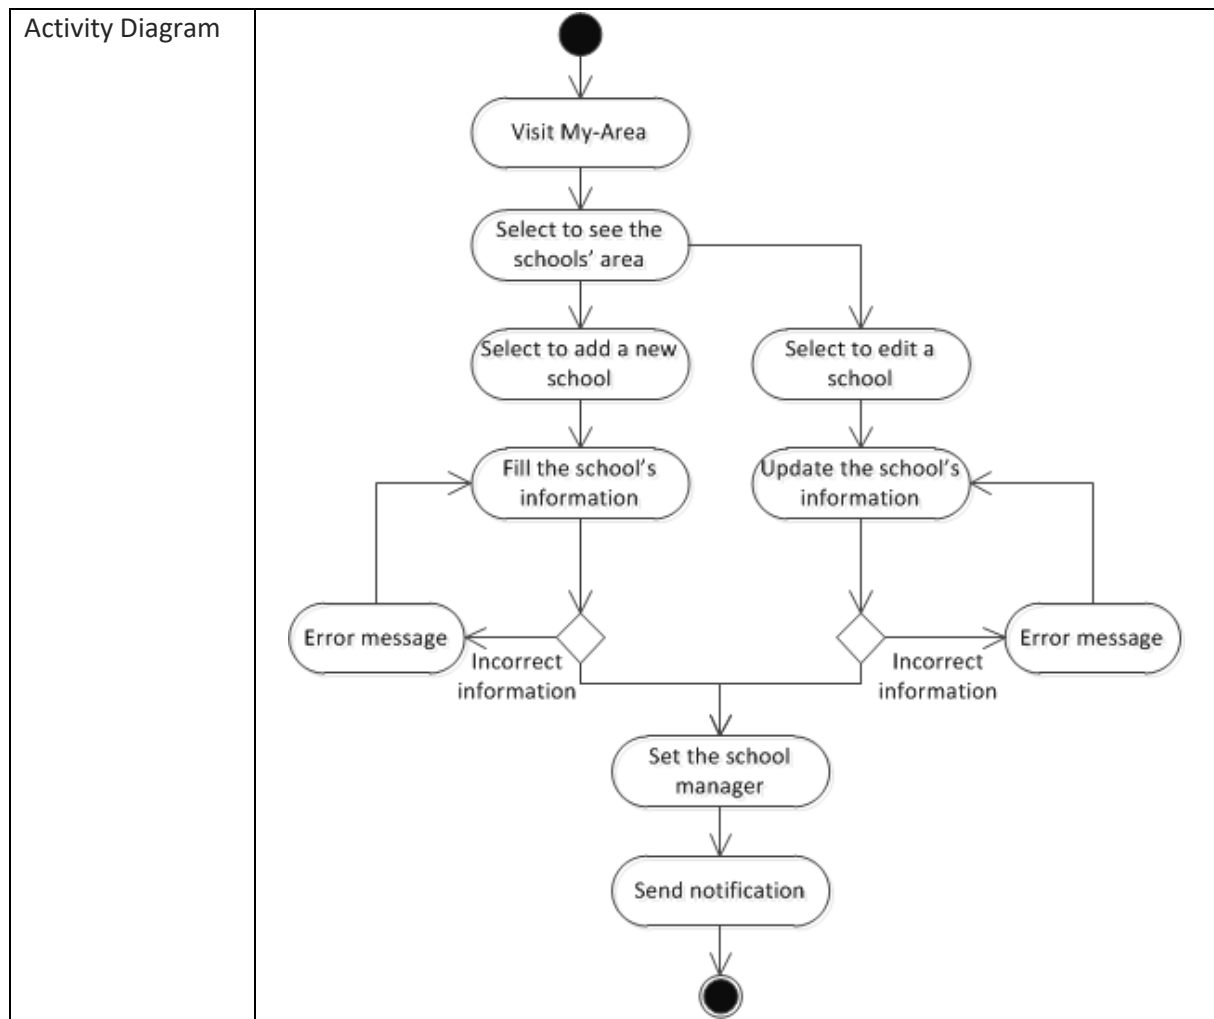 Activity Diagram
Visit My-Area
Select to see the
schools’ area
Select to add a new
school
Select to edit a
school
Fill the school’s
information
Update the school’s
information
Error message
Incorrect
information
Incorrect
information
Error message
Set the school
manager
Send notification